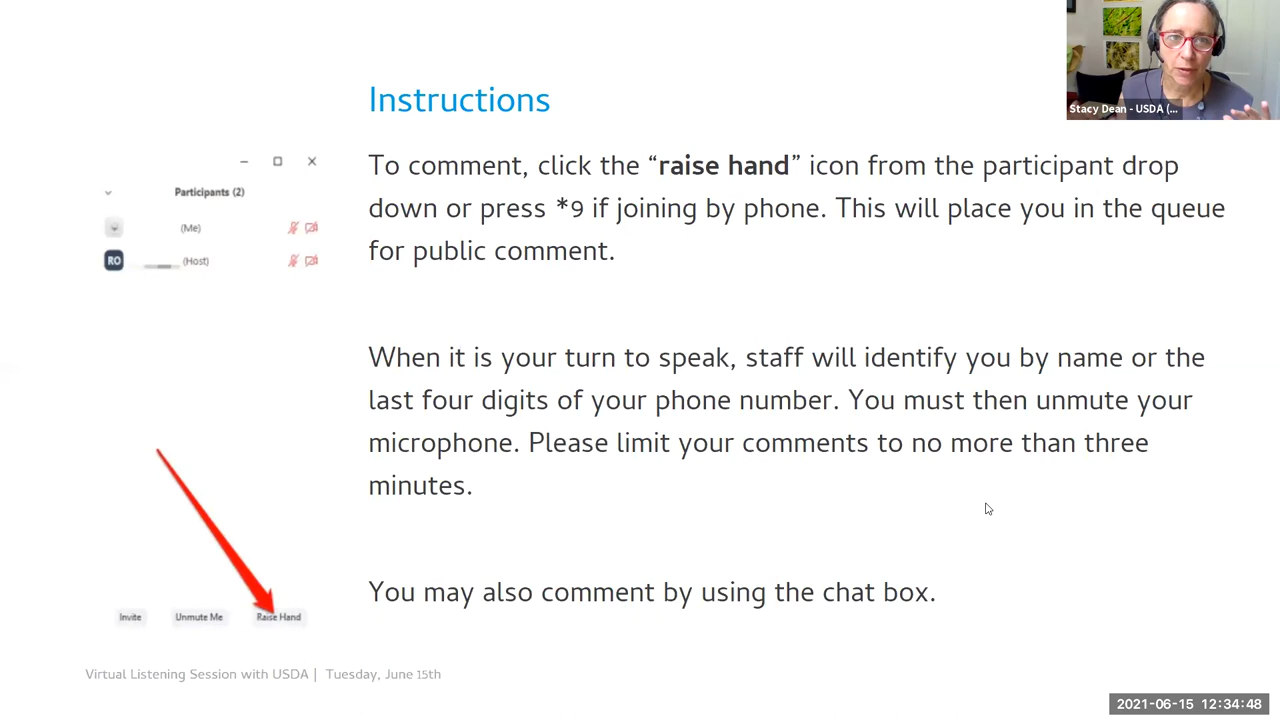 Instructions
Stacy Dean - USDA (...
To comment, click the “raise hand” icon from the participant drop
down or press *9 if joining by phone. This will place you in the queue
for public comment.
Participants (2)
(Me)
RO (Host)
When it is your turn to speak, staff will identify you by name or the
last four digits of your phone number. You must then unmute your
microphone. Please limit your comments to no more than three
minutes.
You may also comment by using the chat box.
Invite Unmute Me Raise Hand
Virtual Listening Session with USDA | Tuesday, June 15th
2021-06-15 12:34:48